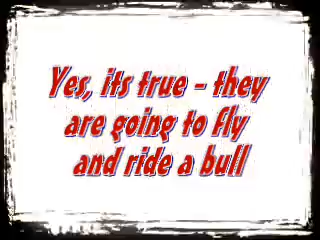 Yes, its true - they
are going to fly
and ride a bull